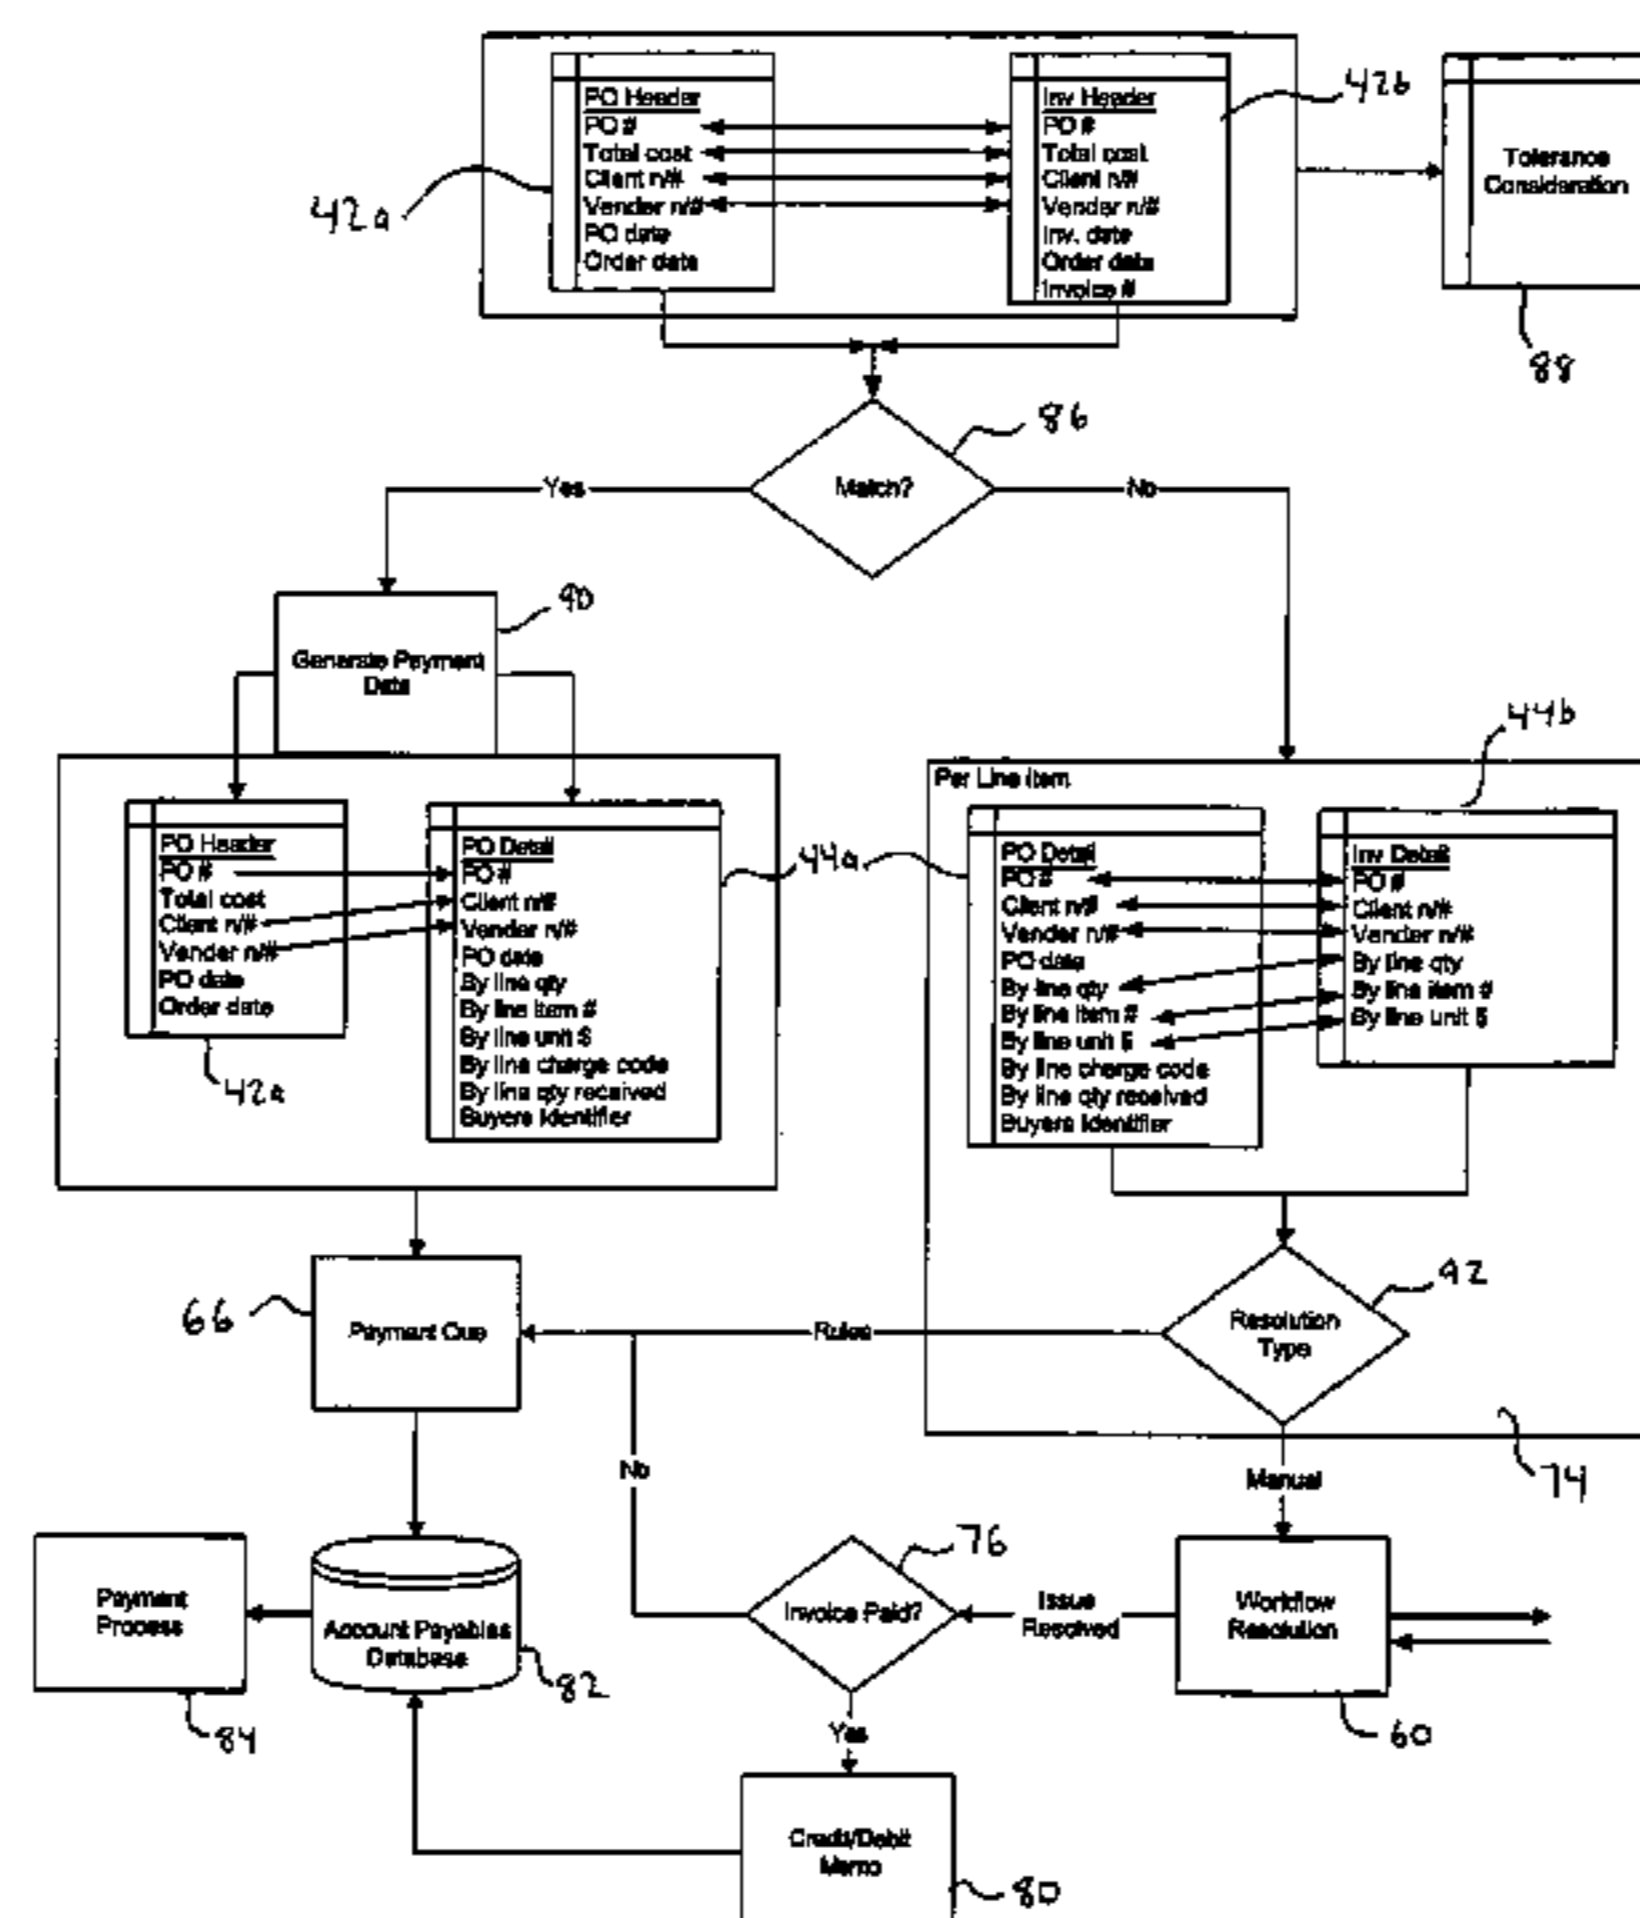 PO Header
PO #
Total cost
Client n/#
Vender n/#
PO date
Order date
42a
Inv Header
PO #
Total cost
Client n/#
Vender n/#
Inv. date
Order date
Invoice #
42b
Tolerance
Consideration
88
Match?
86
Yes
No
Generate Payment
Data
90
PO Header
PO #
Total cost
Client n/#
Vender n/#
PO date
Order date
42a
PO Detail
PO #
Client n/#
Vender n/#
PO date
By line qty
By line item #
By line unit $
By line charge code
By line qty received
Buyers Identifier
44a
Per Line Item
PO Detail
PO #
Client n/#
Vender n/#
PO date
By line qty
By line item #
By line unit $
By line charge code
By line qty received
Buyers Identifier
44b
Inv Detail
PO #
Client n/#
Vender n/#
By line qty
By line item #
By line unit $
66
Payment Que
Rules
Resolution
Type
92
74
No
Manual
Payment
Process
84
Account Payables
Database
82
Invoice Paid?
76
Issue
Resolved
Workflow
Resolution
60
Yes
Credit/Debit
Memo
80